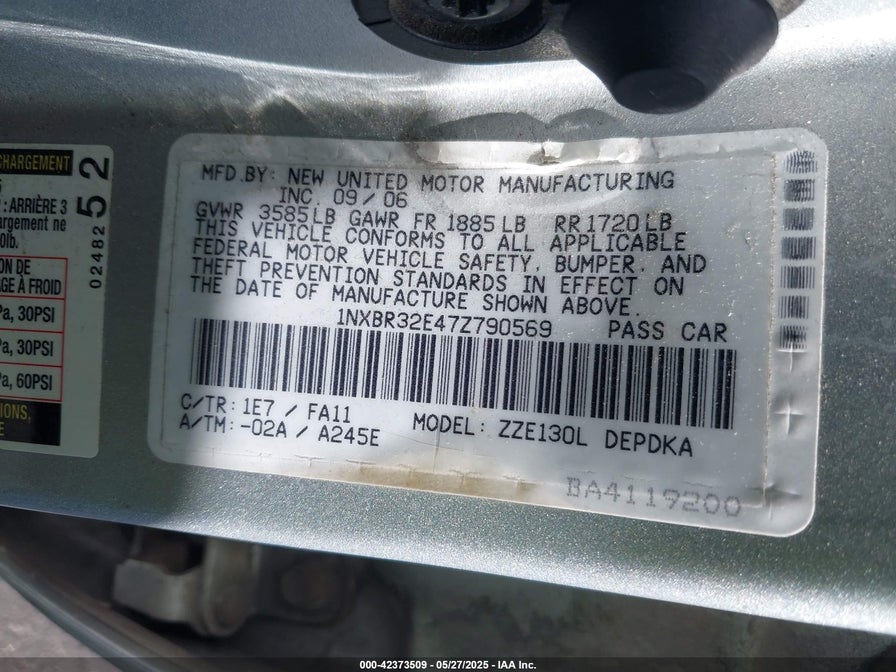 CHARGEMENT
: ARRIÈRE 3
argement ne
0lb.
ON DE
AGE À FROID
Pa, 30PSI
Pa, 30PSI
Pa, 60PSI
IONS,
E
02482 52
MFD.BY: NEW UNITED MOTOR MANUFACTURING
INC. 09/06
GVWR 3585LB GAWR FR 1885LB RR1720LB
THIS VEHICLE CONFORMS TO ALL APPLICABLE
FEDERAL MOTOR VEHICLE SAFETY, BUMPER, AND
THEFT PREVENTION STANDARDS IN EFFECT ON
THE DATE OF MANUFACTURE SHOWN ABOVE.
1NXBR32E47Z790569 PASS CAR
C/TR: 1E7 / FA11
A/TM: -02A / A245E MODEL: ZZE130L DEPDKA
BA4119200
000-42373509 — 05/27/2025 — IAA Inc.